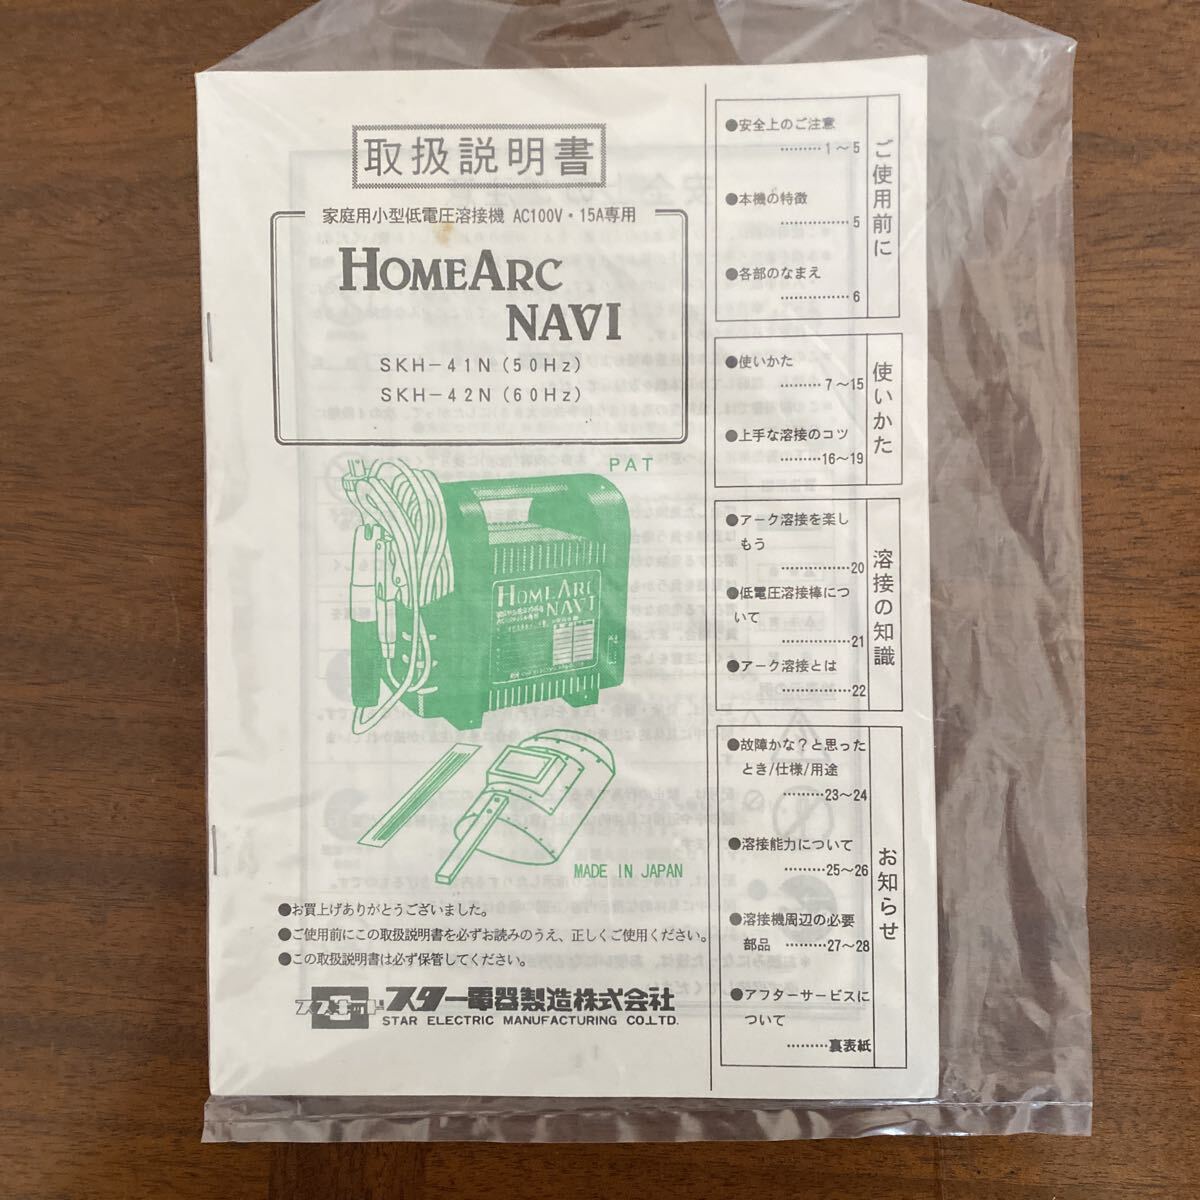 取扱説明書
家庭用小型低電圧溶接機 AC100V・15A専用
HOMEARC
NAVI
SKH-41N(50Hz)
SKH-42N(60Hz)
PAT
HOMEARC
NAVI
MADE IN JAPAN
●お買上げありがとうございました。
●ご使用前にこの取扱説明書を必ずお読みのうえ、正しくご使用ください。
●この取扱説明書は必ず保管してください。
スズキッド スター電器製造株式会社
STAR ELECTRIC MANUFACTURING CO.,LTD.
ご使用前に
●安全上のご注意
………1〜5
●本機の特徴
………5
●各部のなまえ
………6
使いかた
●使いかた
………7〜15
●上手な溶接のコツ
………16〜19
溶接の知識
●アーク溶接を楽し
もう
………20
●低電圧溶接棒につ
いて
………21
●アーク溶接とは
………22
お知らせ
●故障かな?と思った
とき/仕様/用途
………23〜24
●溶接能力について
………25〜26
●溶接機周辺の必要
部品 ………27〜28
●アフターサービスに
ついて
………裏表紙